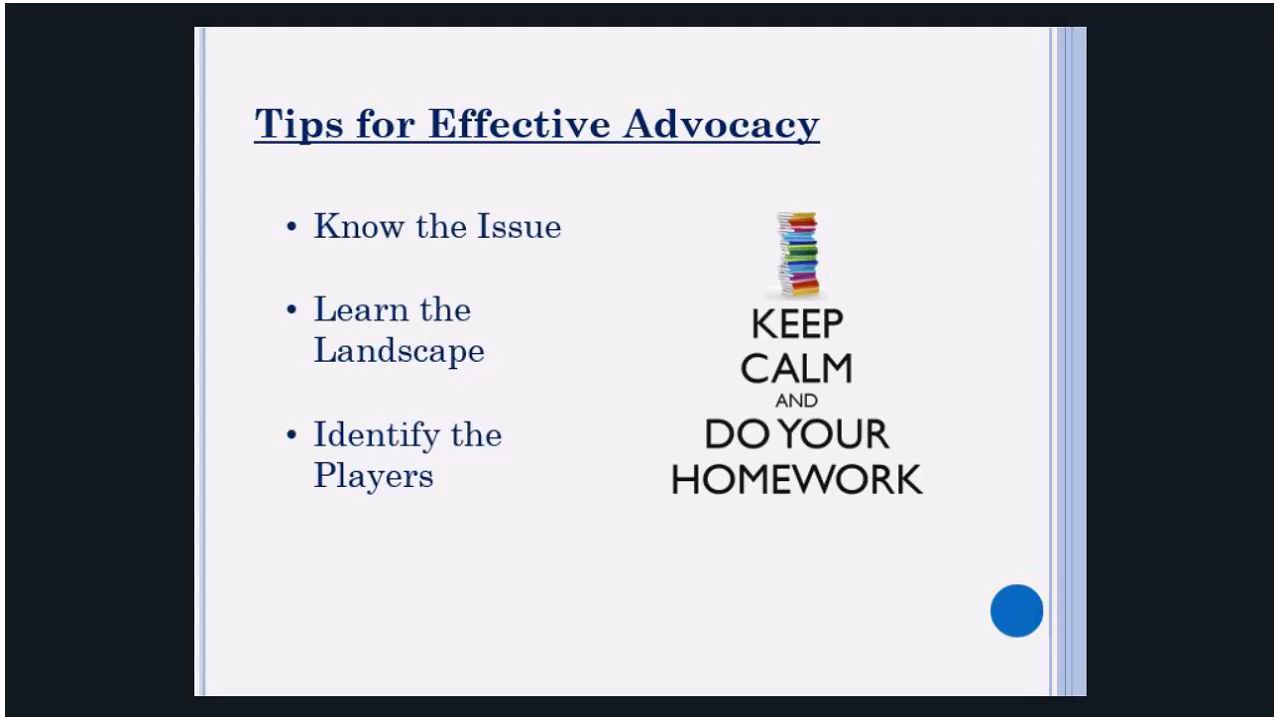 Tips for Effective Advocacy
• Know the Issue
• Learn the
Landscape
• Identify the
Players
KEEP
CALM
AND
DO YOUR
HOMEWORK